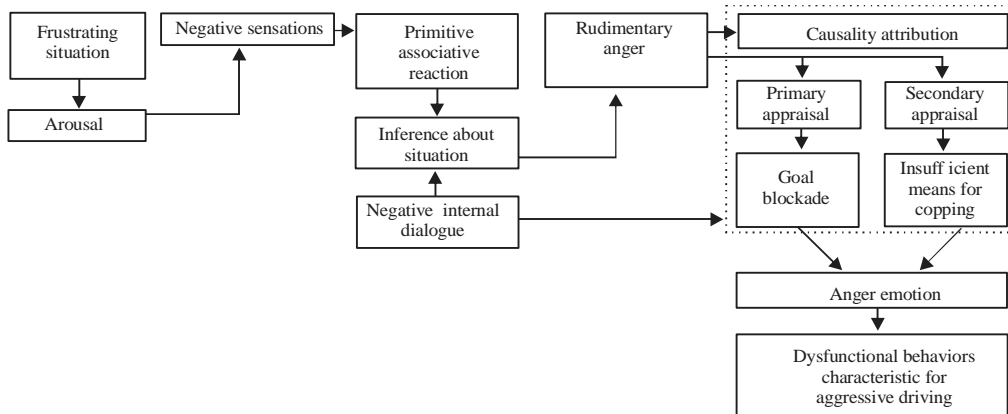 Frustrating
situation
Arousal
Negative sensations
Primitive
associative
reaction
Inference about
situation
Negative internal
dialogue
Rudimentary
anger
Causality attribution
Primary
appraisal
Secondary
appraisal
Goal
blockade
Insuff icient
means for
copping
Anger emotion
Dysfunctional behaviors
characteristic for
aggressive driving